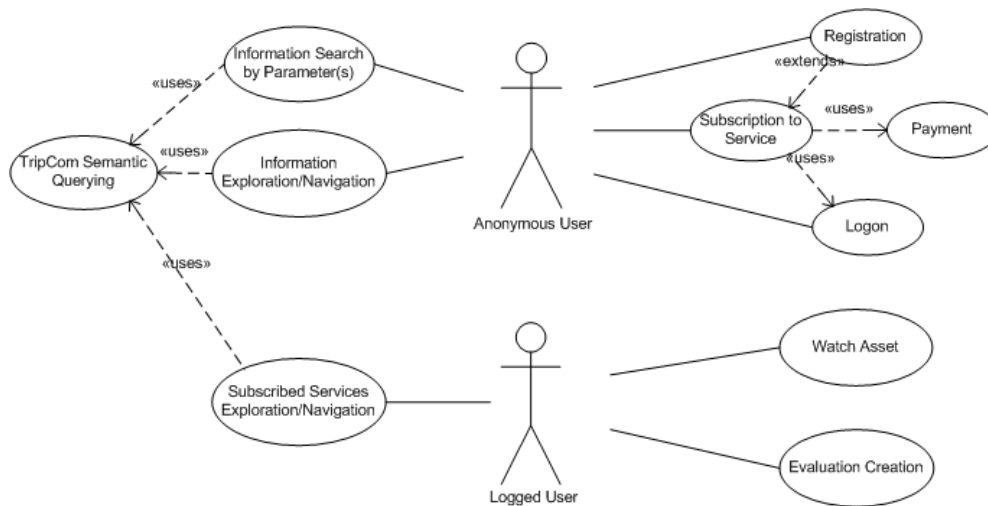 Information Search
by Parameter(s)
Registration
«extends»
«uses»
«uses»
Subscription to
Service
Payment
«uses»
Information
Exploration/Navigation
TripCom Semantic
Querying
«uses»
Anonymous User
Logon
«uses»
Watch Asset
Subscribed Services
Exploration/Navigation
Evaluation Creation
Logged User